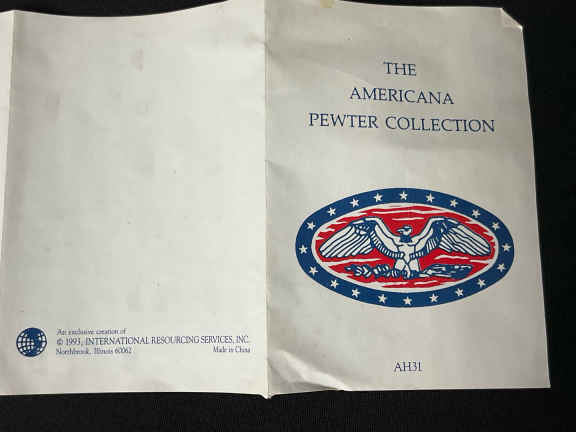 THE
AMERICANA
PEWTER COLLECTION
AH31
An exclusive creation of
© 1993, INTERNATIONAL RESOURCING SERVICES, INC.
Northbrook, Illinois 60062 Made in China